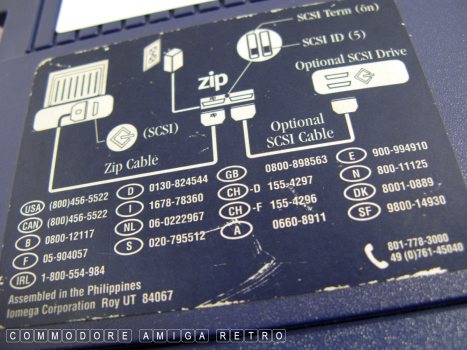 SCSI Term (on)
SCSI ID (5)
Optional SCSI Drive
zip
(SCSI)
Zip Cable
Optional
SCSI Cable
USA (800)456-5522
CAN (800)456-5522
B 0800-12117
F 05-904057
IRL 1-800-554-984
D 0130-824544
I 1678-78360
NL 06-0222967
S 020-795512
GB 0800-898563
CH -D 155-4297
CH -F 155-4296
A 0660-8911
E 900-994910
N 800-11125
DK 8001-0889
SF 9800-14930
801-778-3000
49 (0)761-45040
Assembled in the Philippines
Iomega Corporation Roy UT 84067
COMMODORE AMIGA RETRO